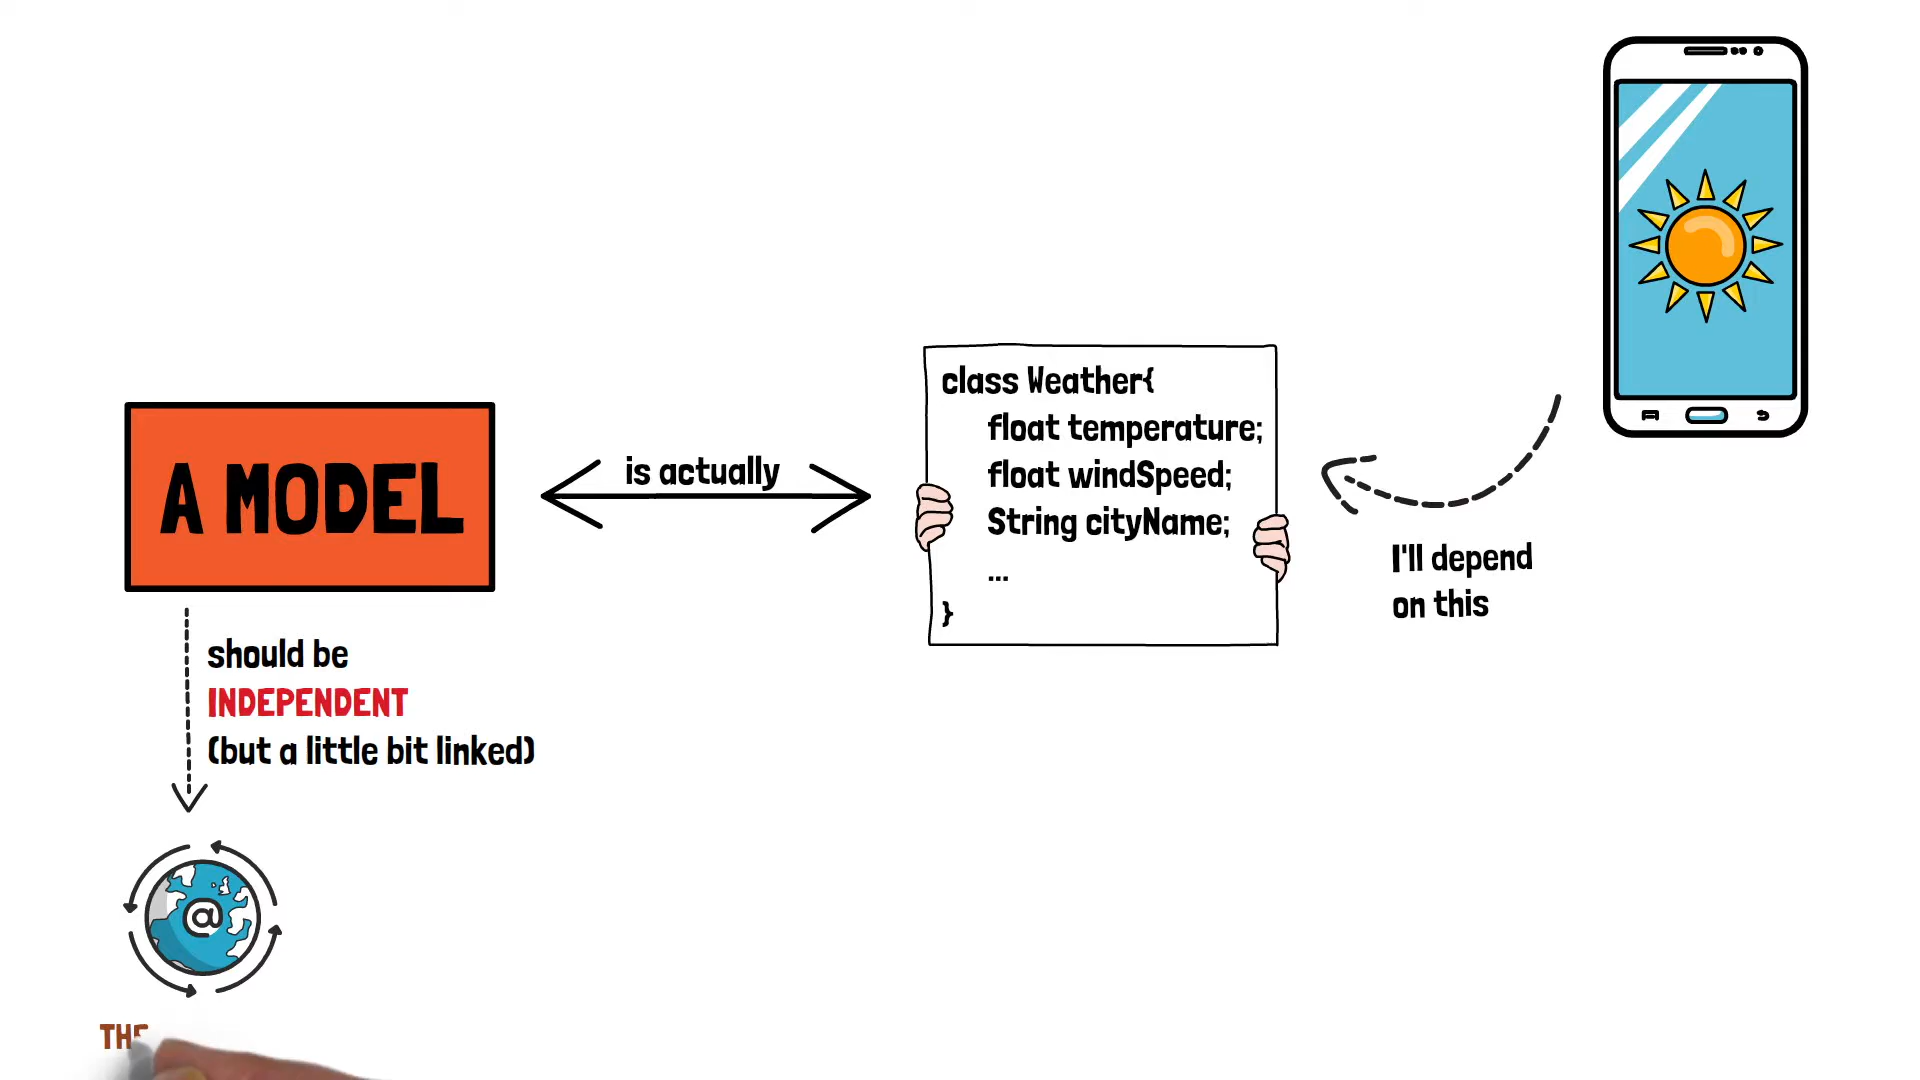 A MODEL
is actually
class Weather{
float temperature;
float windSpeed;
String cityName;
...
}
I'll depend
on this
should be
INDEPENDENT
(but a little bit linked)
@
THE